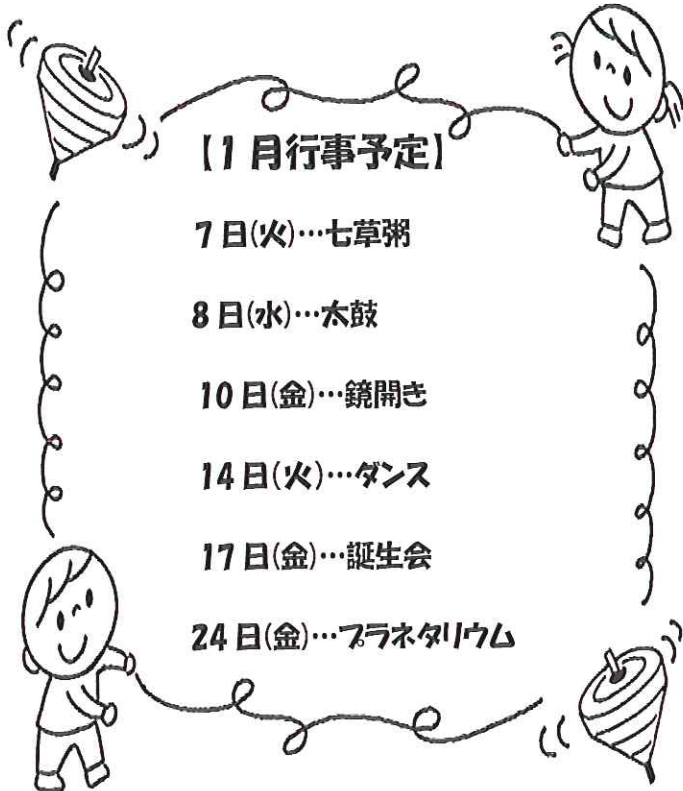 【1月行事予定】
7日(火)…七草粥
8日(水)…太鼓
10日(金)…鏡開き
14日(火)…ダンス
17日(金)…誕生会
24日(金)…プラネタリウム